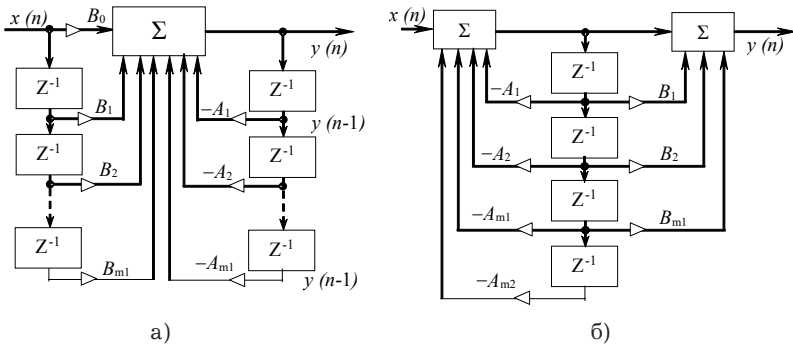 x (n) B₀ Σ y (n)
Z⁻¹ Z⁻¹
B₁ −A₁ y (n-1)
Z⁻¹ Z⁻¹
B₂ −A₂
Z⁻¹ Z⁻¹
Bₘ₁ −Aₘ₁ y (n-1)
а)
x (n) Σ Σ y (n)
Z⁻¹
−A₁ B₁
Z⁻¹
−A₂ B₂
Z⁻¹
−Aₘ₁ Bₘ₁
Z⁻¹
−Aₘ₂
б)